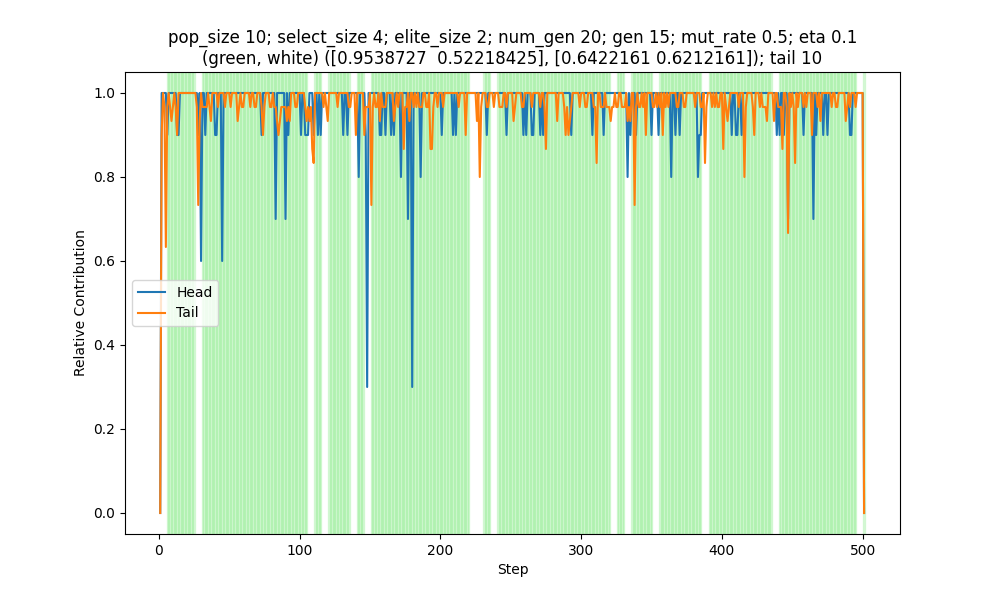 pop_size 10; select_size 4; elite_size 2; num_gen 20; gen 15; mut_rate 0.5; eta 0.1
(green, white) ([0.9538727  0.52218425], [0.6422161 0.6212161]); tail 10
1.0
0.8
0.6
0.4
0.2
0.0
Relative Contribution
Head
Tail
0 100 200 300 400 500
Step